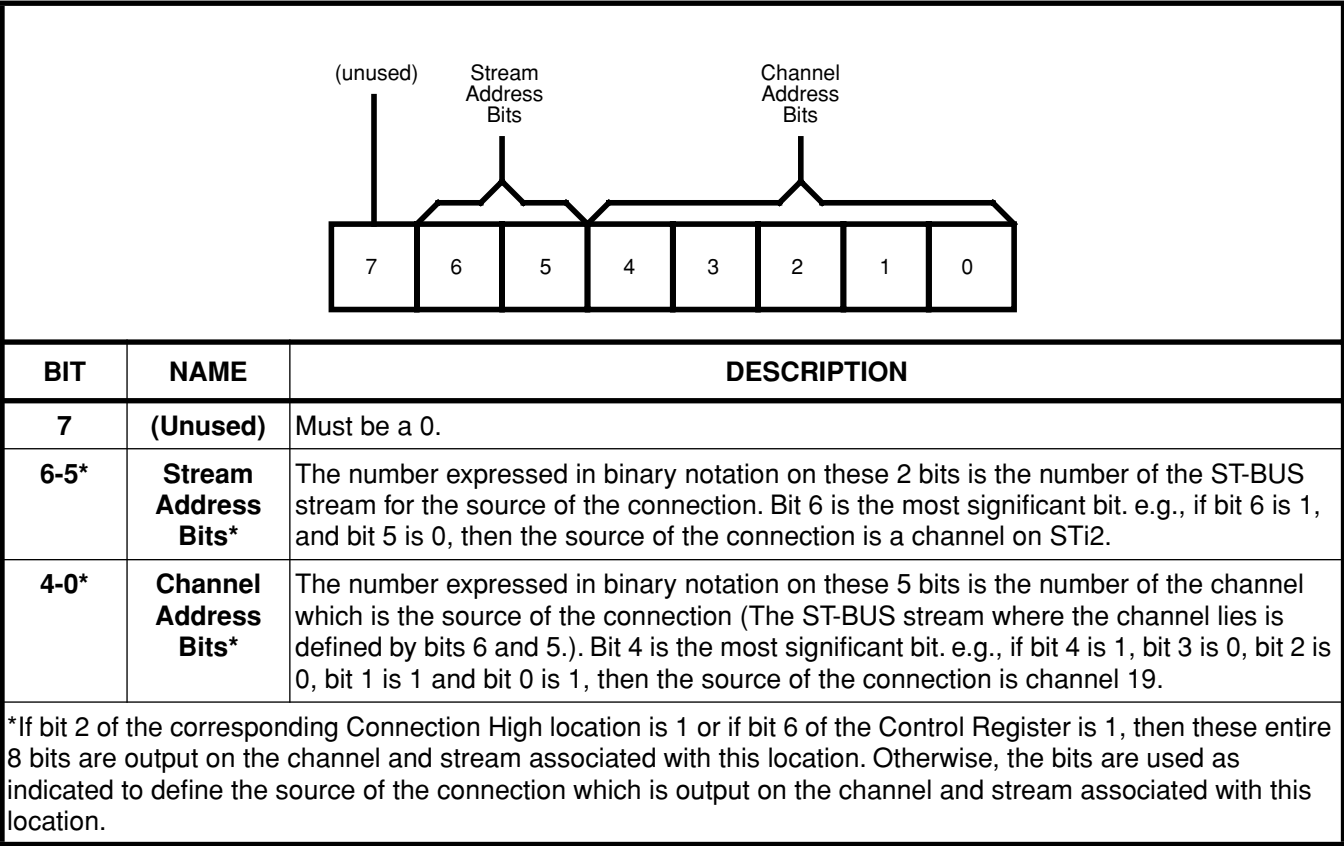 (unused) Stream Channel
Address Address
Bits Bits
7 6 5 4 3 2 1 0
BIT NAME DESCRIPTION
7 (Unused) Must be a 0.
6-5* Stream The number expressed in binary notation on these 2 bits is the number of the ST-BUS
Address stream for the source of the connection. Bit 6 is the most significant bit. e.g., if bit 6 is 1,
Bits* and bit 5 is 0, then the source of the connection is a channel on STi2.
4-0* Channel The number expressed in binary notation on these 5 bits is the number of the channel
Address which is the source of the connection (The ST-BUS stream where the channel lies is
Bits* defined by bits 6 and 5.). Bit 4 is the most significant bit. e.g., if bit 4 is 1, bit 3 is 0, bit 2 is
0, bit 1 is 1 and bit 0 is 1, then the source of the connection is channel 19.
*If bit 2 of the corresponding Connection High location is 1 or if bit 6 of the Control Register is 1, then these entire
8 bits are output on the channel and stream associated with this location. Otherwise, the bits are used as
indicated to define the source of the connection which is output on the channel and stream associated with this
location.